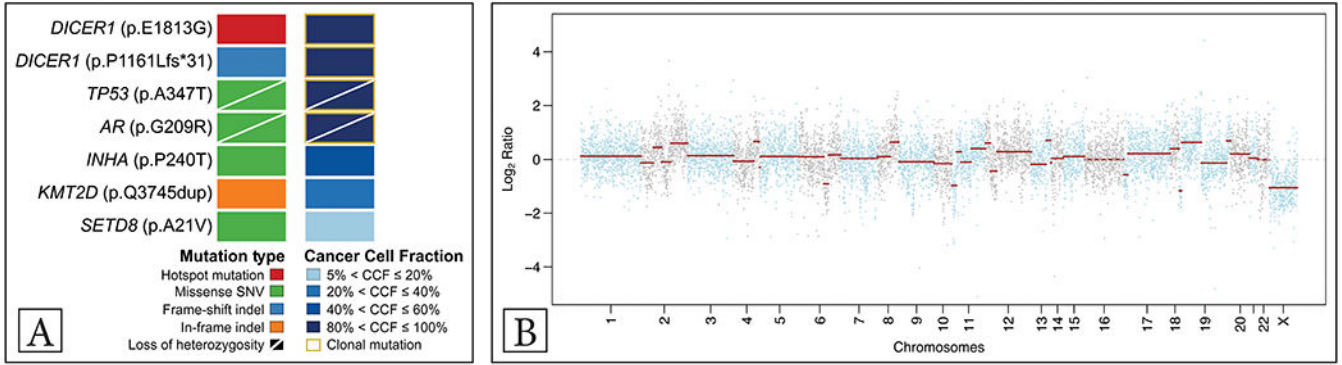 DICER1 (p.E1813G)
DICER1 (p.P1161Lfs*31)
TP53 (p.A347T)
AR (p.G209R)
INHA (p.P240T)
KMT2D (p.Q3745dup)
SETD8 (p.A21V)
Mutation type
Hotspot mutation
Missense SNV
Frame-shift indel
In-frame indel
Loss of heterozygosity
Cancer Cell Fraction
5% < CCF ≤ 20%
20% < CCF ≤ 40%
40% < CCF ≤ 60%
80% < CCF ≤ 100%
Clonal mutation
A
Log2 Ratio
4
2
0
−2
−4
1 2 3 4 5 6 7 8 9 10 11 12 13 14 15 16 17 18 19 20 22 X
Chromosomes
B